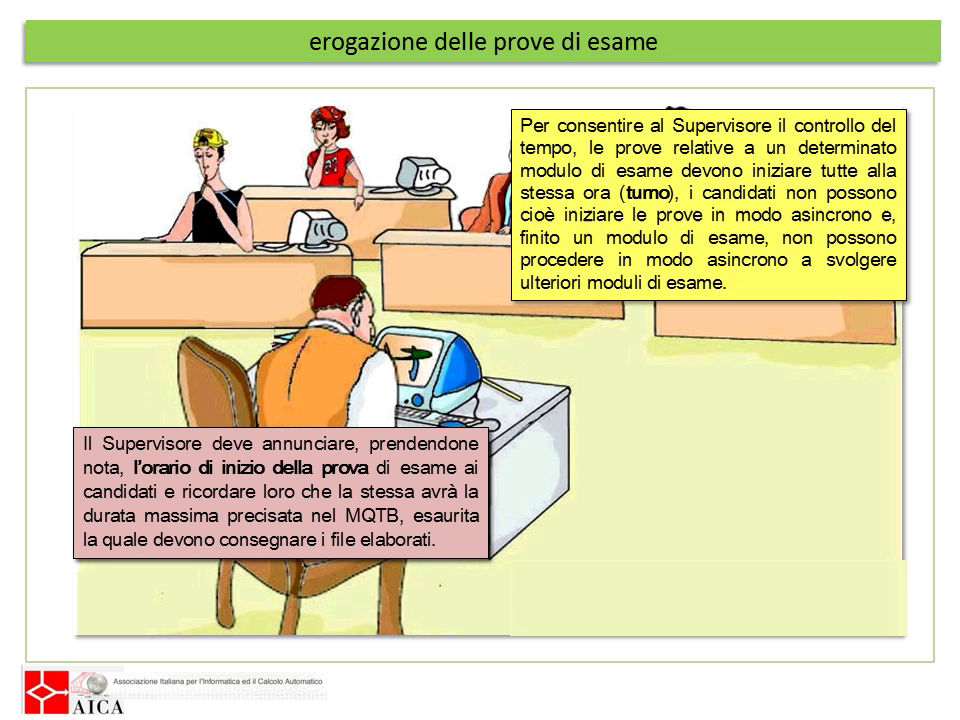 erogazione delle prove di esame
Per consentire al Supervisore il controllo del
tempo, le prove relative a un determinato
modulo di esame devono iniziare tutte alla
stessa ora (turno), i candidati non possono
cioè iniziare le prove in modo asincrono e,
finito un modulo di esame, non possono
procedere in modo asincrono a svolgere
ulteriori moduli di esame.
Il Supervisore deve annunciare, prendendone
nota, l’orario di inizio della prova di esame ai
candidati e ricordare loro che la stessa avrà la
durata massima precisata nel MQTB, esaurita
la quale devono consegnare i file elaborati.
Associazione Italiana per l'Informatica ed il Calcolo Automatico
AICA